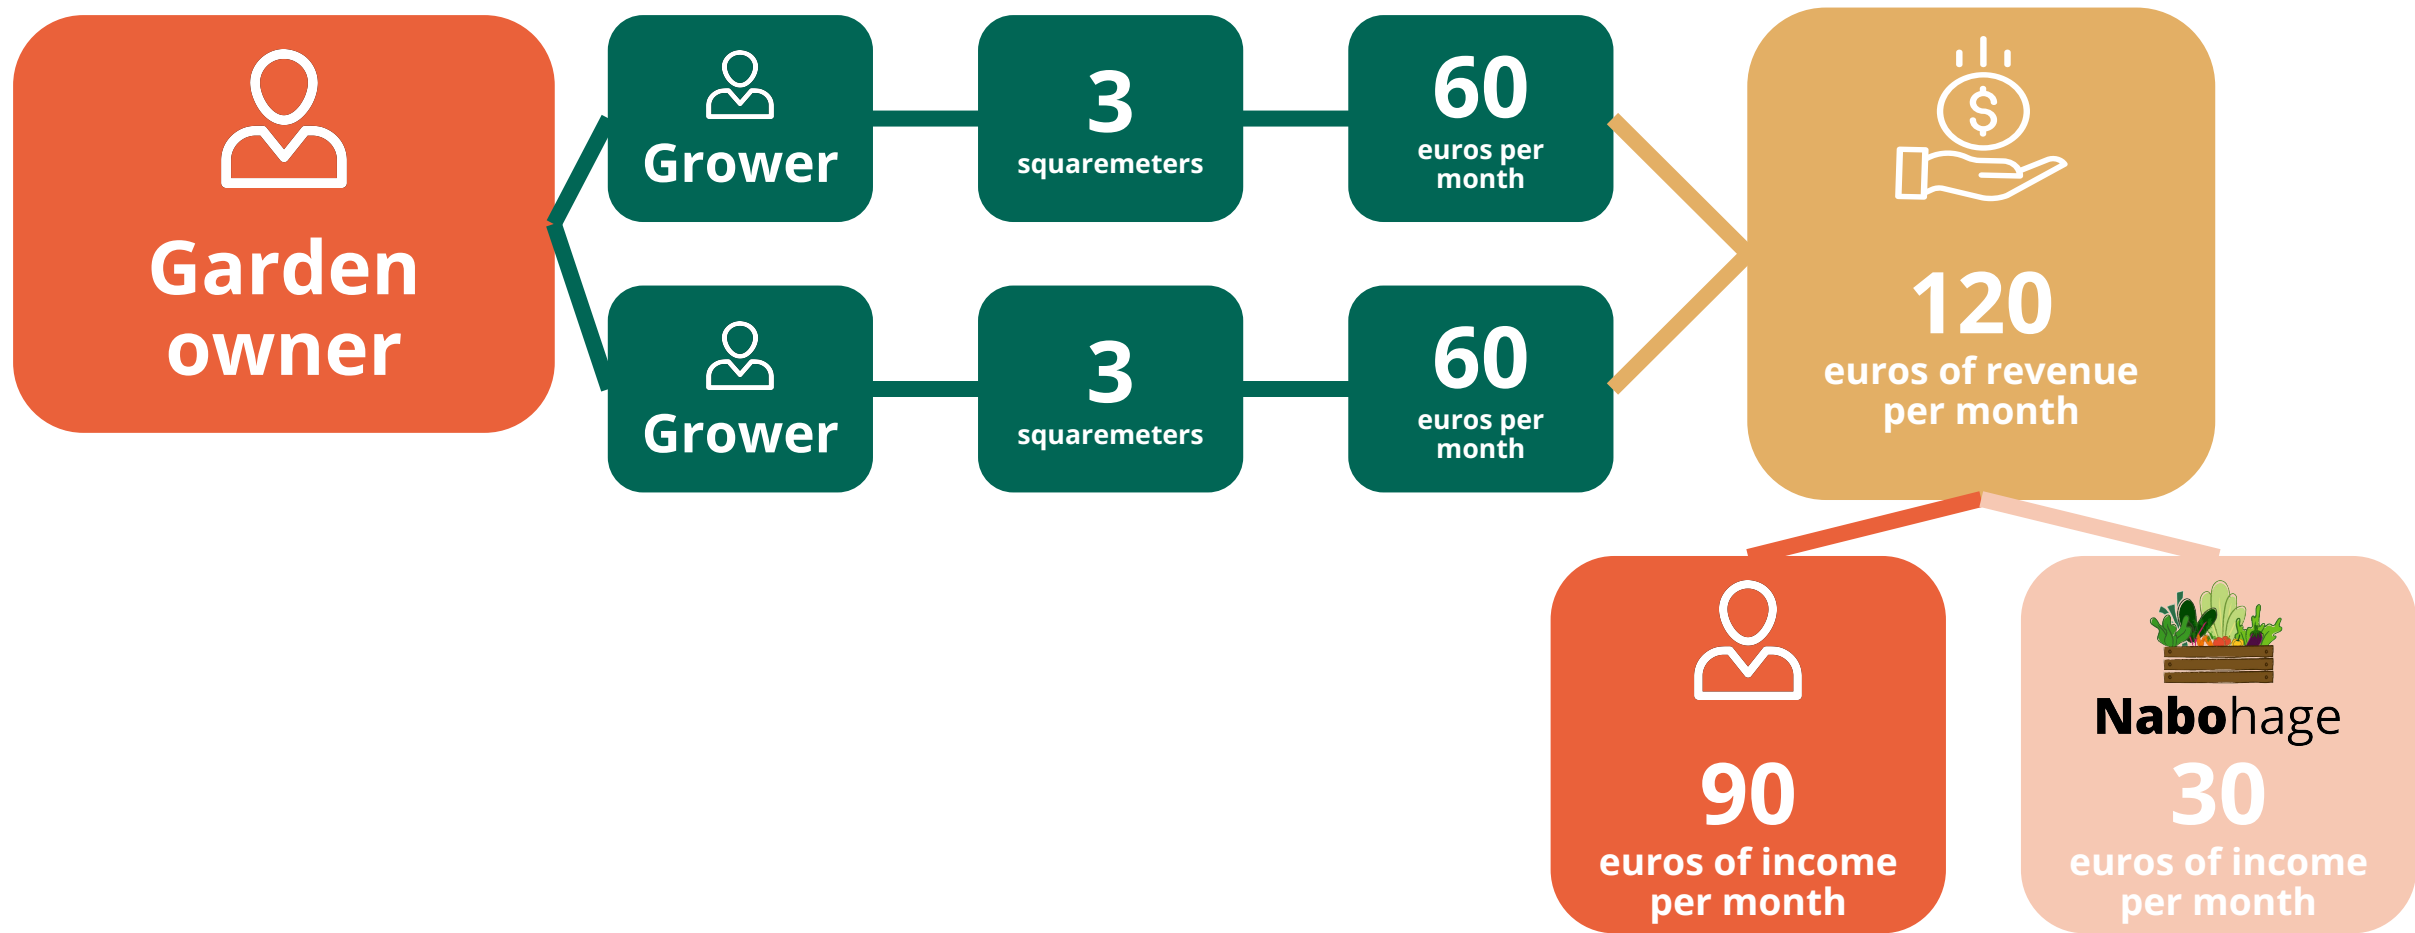 Garden
owner
Grower
3
squaremeters
60
euros per
month
Grower
3
squaremeters
60
euros per
month
$
120
euros of revenue
per month
90
euros of income
per month
Nabohage
30
euros of income
per month